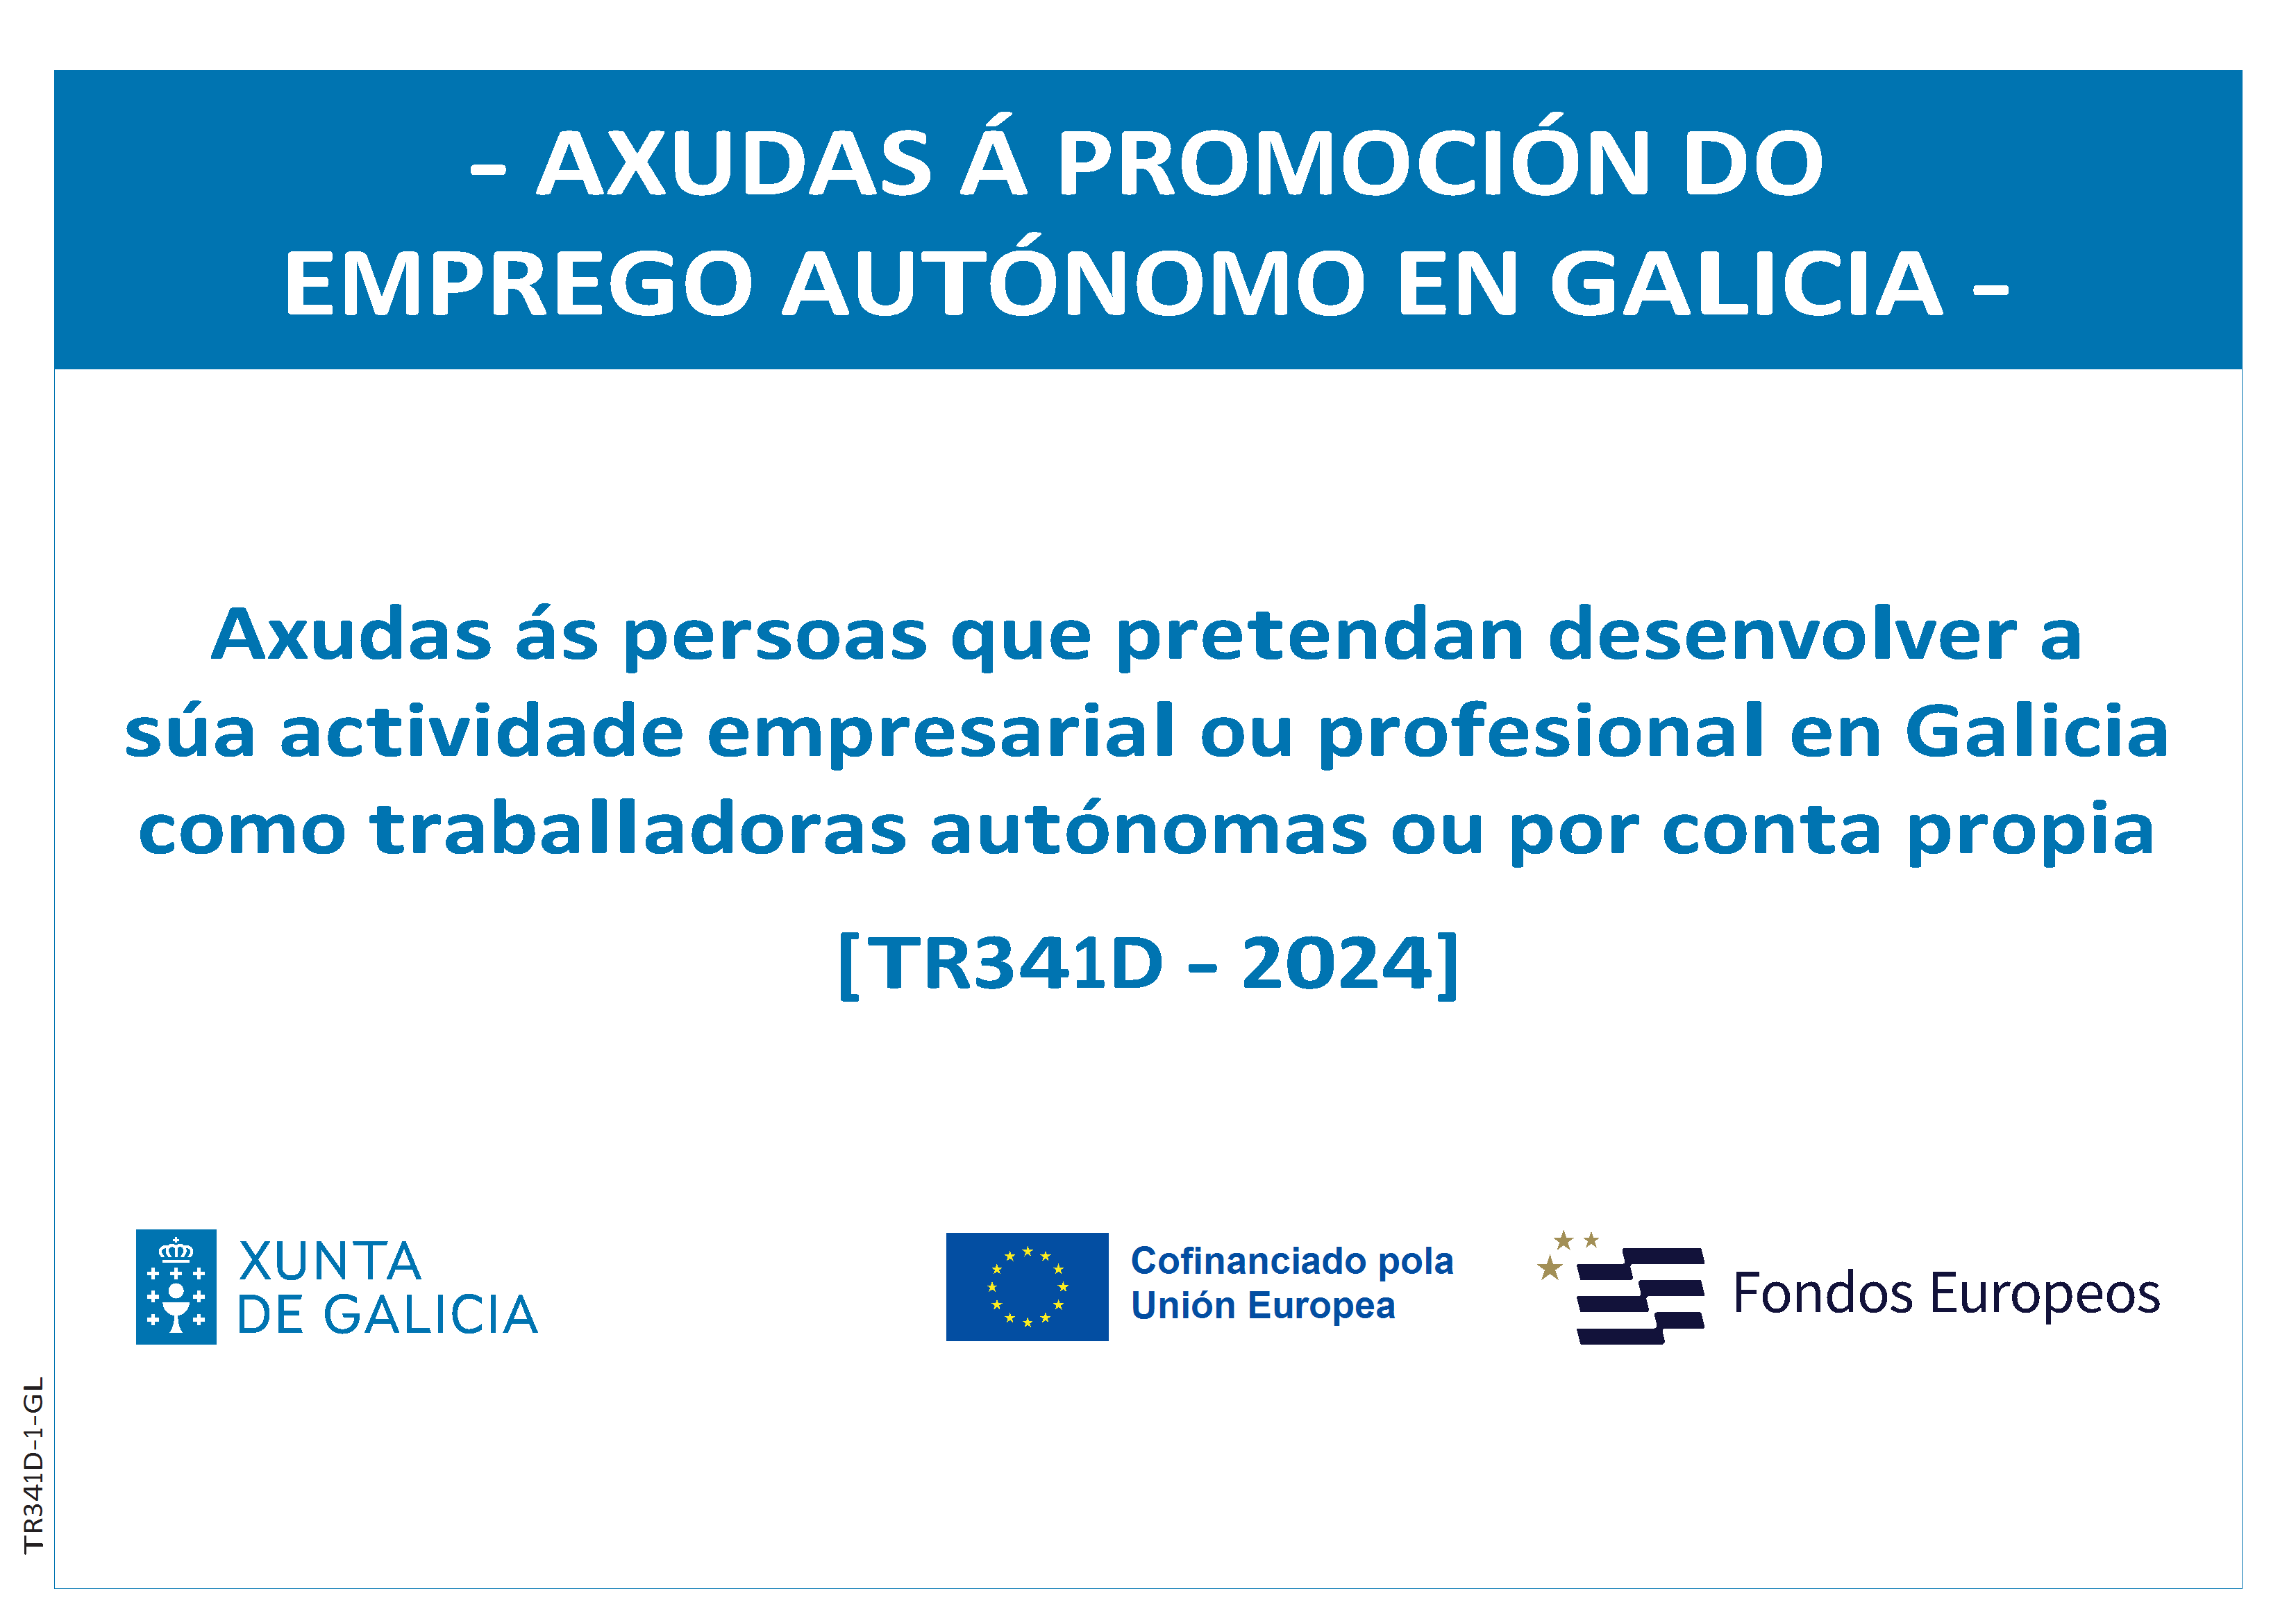 - AXUDAS Á PROMOCIÓN DO
EMPREGO AUTÓNOMO EN GALICIA -
Axudas ás persoas que pretendan desenvolver a
súa actividade empresarial ou profesional en Galicia
como traballadoras autónomas ou por conta propia
[TR341D – 2024]
XUNTA
DE GALICIA
Cofinanciado pola
Unión Europea
Fondos Europeos
TR341D-1-GL